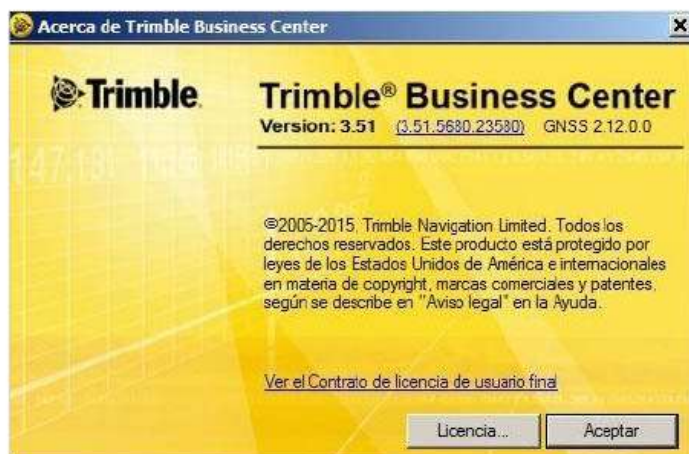 Acerca de Trimble Business Center
Trimble
Trimble® Business Center
Version: 3.51 (3.51.5680.23580) GNSS 2.12.0.0
©2005-2015, Trimble Navigation Limited. Todos los
derechos reservados. Este producto está protegido por
leyes de los Estados Unidos de América e internacionales
en materia de copyright, marcas comerciales y patentes,
según se describe en "Aviso legal" en la Ayuda.
Ver el Contrato de licencia de usuario final
Licencia...
Aceptar